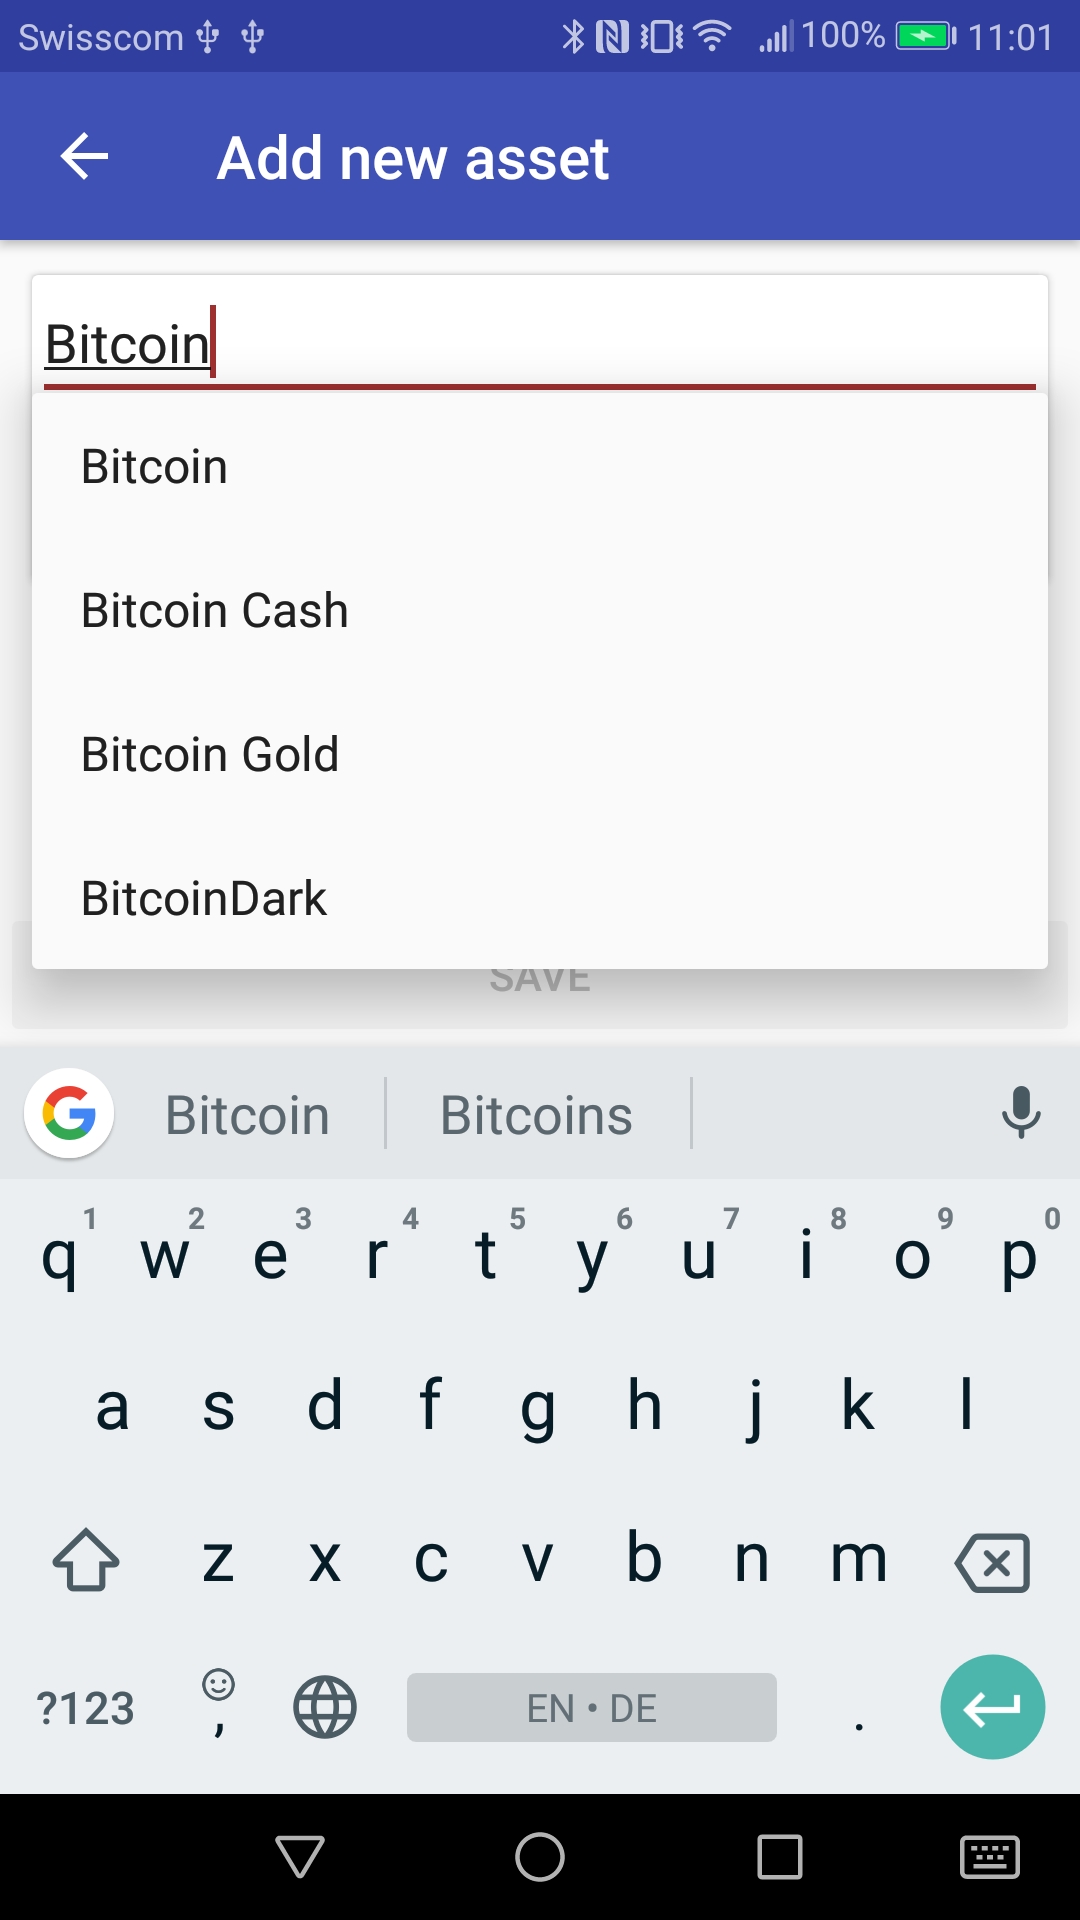 Swisscom 100% 11:01
Add new asset
Bitcoin
Bitcoin
Bitcoin Cash
Bitcoin Gold
BitcoinDark
SAVE
Bitcoin Bitcoins
1 2 3 4 5 6 7 8 9 0
q w e r t y u i o p
a s d f g h j k l
z x c v b n m
?123 , EN • DE .